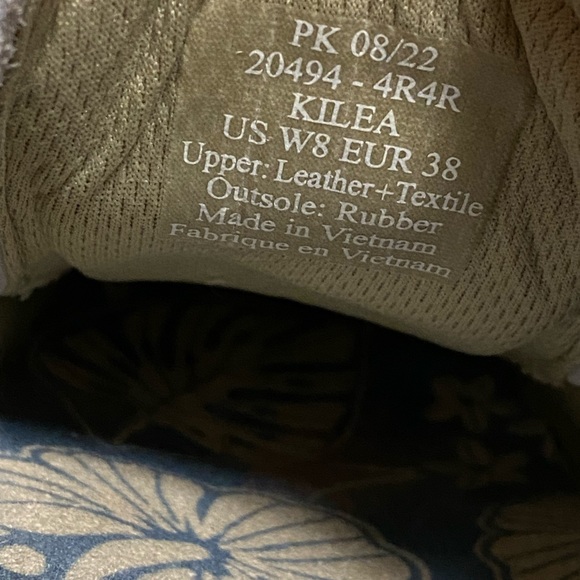 PK 08/22
20494 - 4R4R
KILEA
US W8 EUR 38
Upper: Leather+Textile
Outsole: Rubber
Made in Vietnam
Fabrique en Vietnam